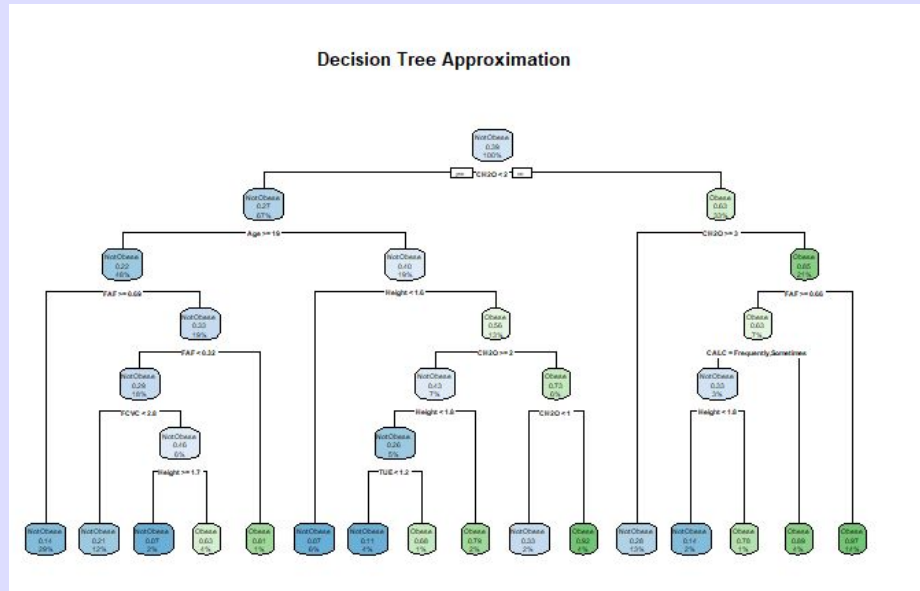 Decision Tree Approximation
NotObese
0.39
100%
yes CH2O < 2 no
NotObese
0.27
67%
Obese
0.63
33%
Age >= 19
CH2O >= 3
NotObese
0.22
48%
NotObese
0.40
19%
Obese
0.85
21%
FAF >= 0.69
Height < 1.6
FAF >= 0.66
NotObese
0.33
19%
Obese
0.56
13%
Obese
0.63
7%
FAF < 0.33
CH2O >= 2
CALC = Frequently,Sometimes
NotObese
0.28
18%
NotObese
0.43
7%
Obese
0.73
6%
NotObese
0.33
3%
FCVC < 2.8
Height < 1.8
CH2O < 1
Height < 1.6
NotObese
0.46
6%
NotObese
0.26
5%
Height >= 1.7
TUE < 1.2
NotObese
0.14
29%
NotObese
0.21
12%
NotObese
0.07
2%
Obese
0.63
4%
Obese
0.81
1%
NotObese
0.07
6%
NotObese
0.11
4%
Obese
0.66
1%
Obese
0.79
2%
NotObese
0.33
2%
Obese
0.92
4%
NotObese
0.26
13%
NotObese
0.14
2%
Obese
0.70
1%
Obese
0.89
4%
Obese
0.97
14%